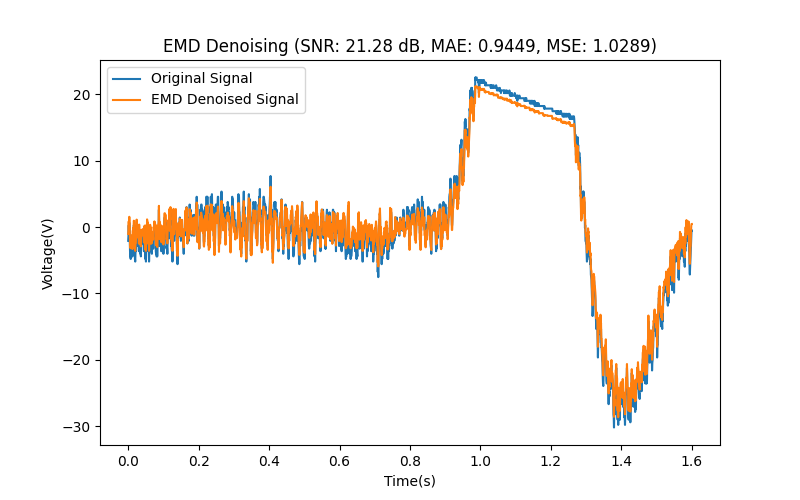 EMD Denoising (SNR: 21.28 dB, MAE: 0.9449, MSE: 1.0289)
Original Signal
EMD Denoised Signal
20
10
0
−10
−20
−30
Voltage(V)
0.0 0.2 0.4 0.6 0.8 1.0 1.2 1.4 1.6
Time(s)